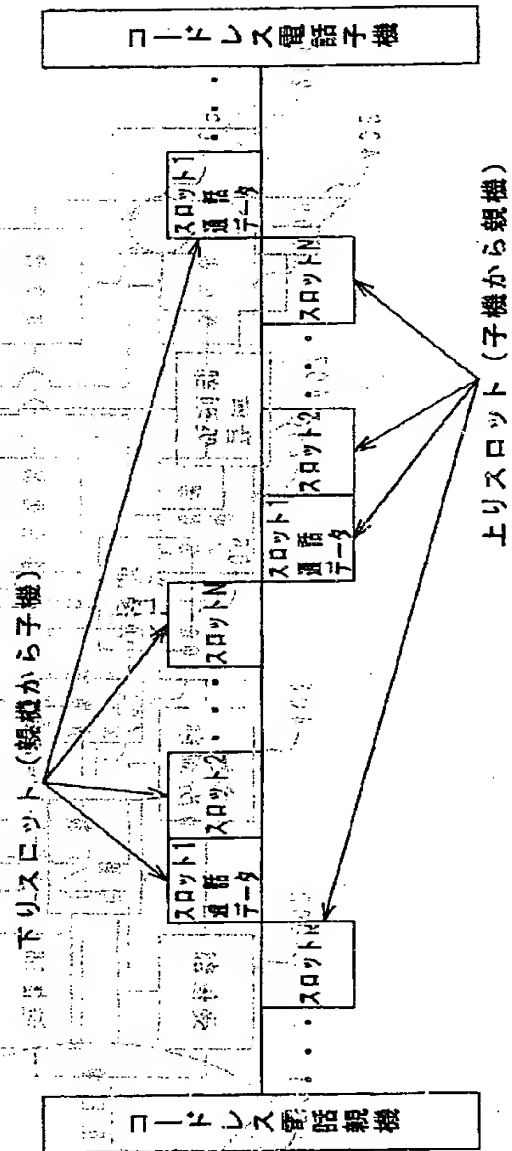 下りスロット(親機から子機)
コードレス電話親機
スロットN
スロット1
通話
データ
スロット2
スロットN
スロット1
通話
データ
スロット2
スロットN
スロット1
通話
データ
コードレス電話子機
上りスロット(子機から親機)